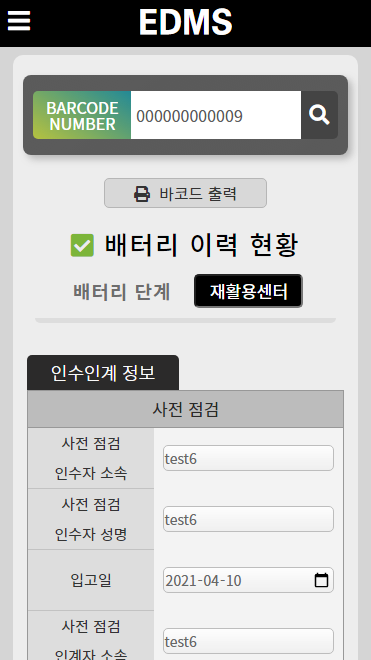 EDMS
BARCODE
NUMBER
000000000009
바코드 출력
배터리 이력 현황
배터리 단계
재활용센터
인수인계 정보
사전 점검
사전 점검
인수자 소속
test6
사전 점검
인수자 성명
test6
입고일
2021-04-10
사전 점검
인계자 소속
test6